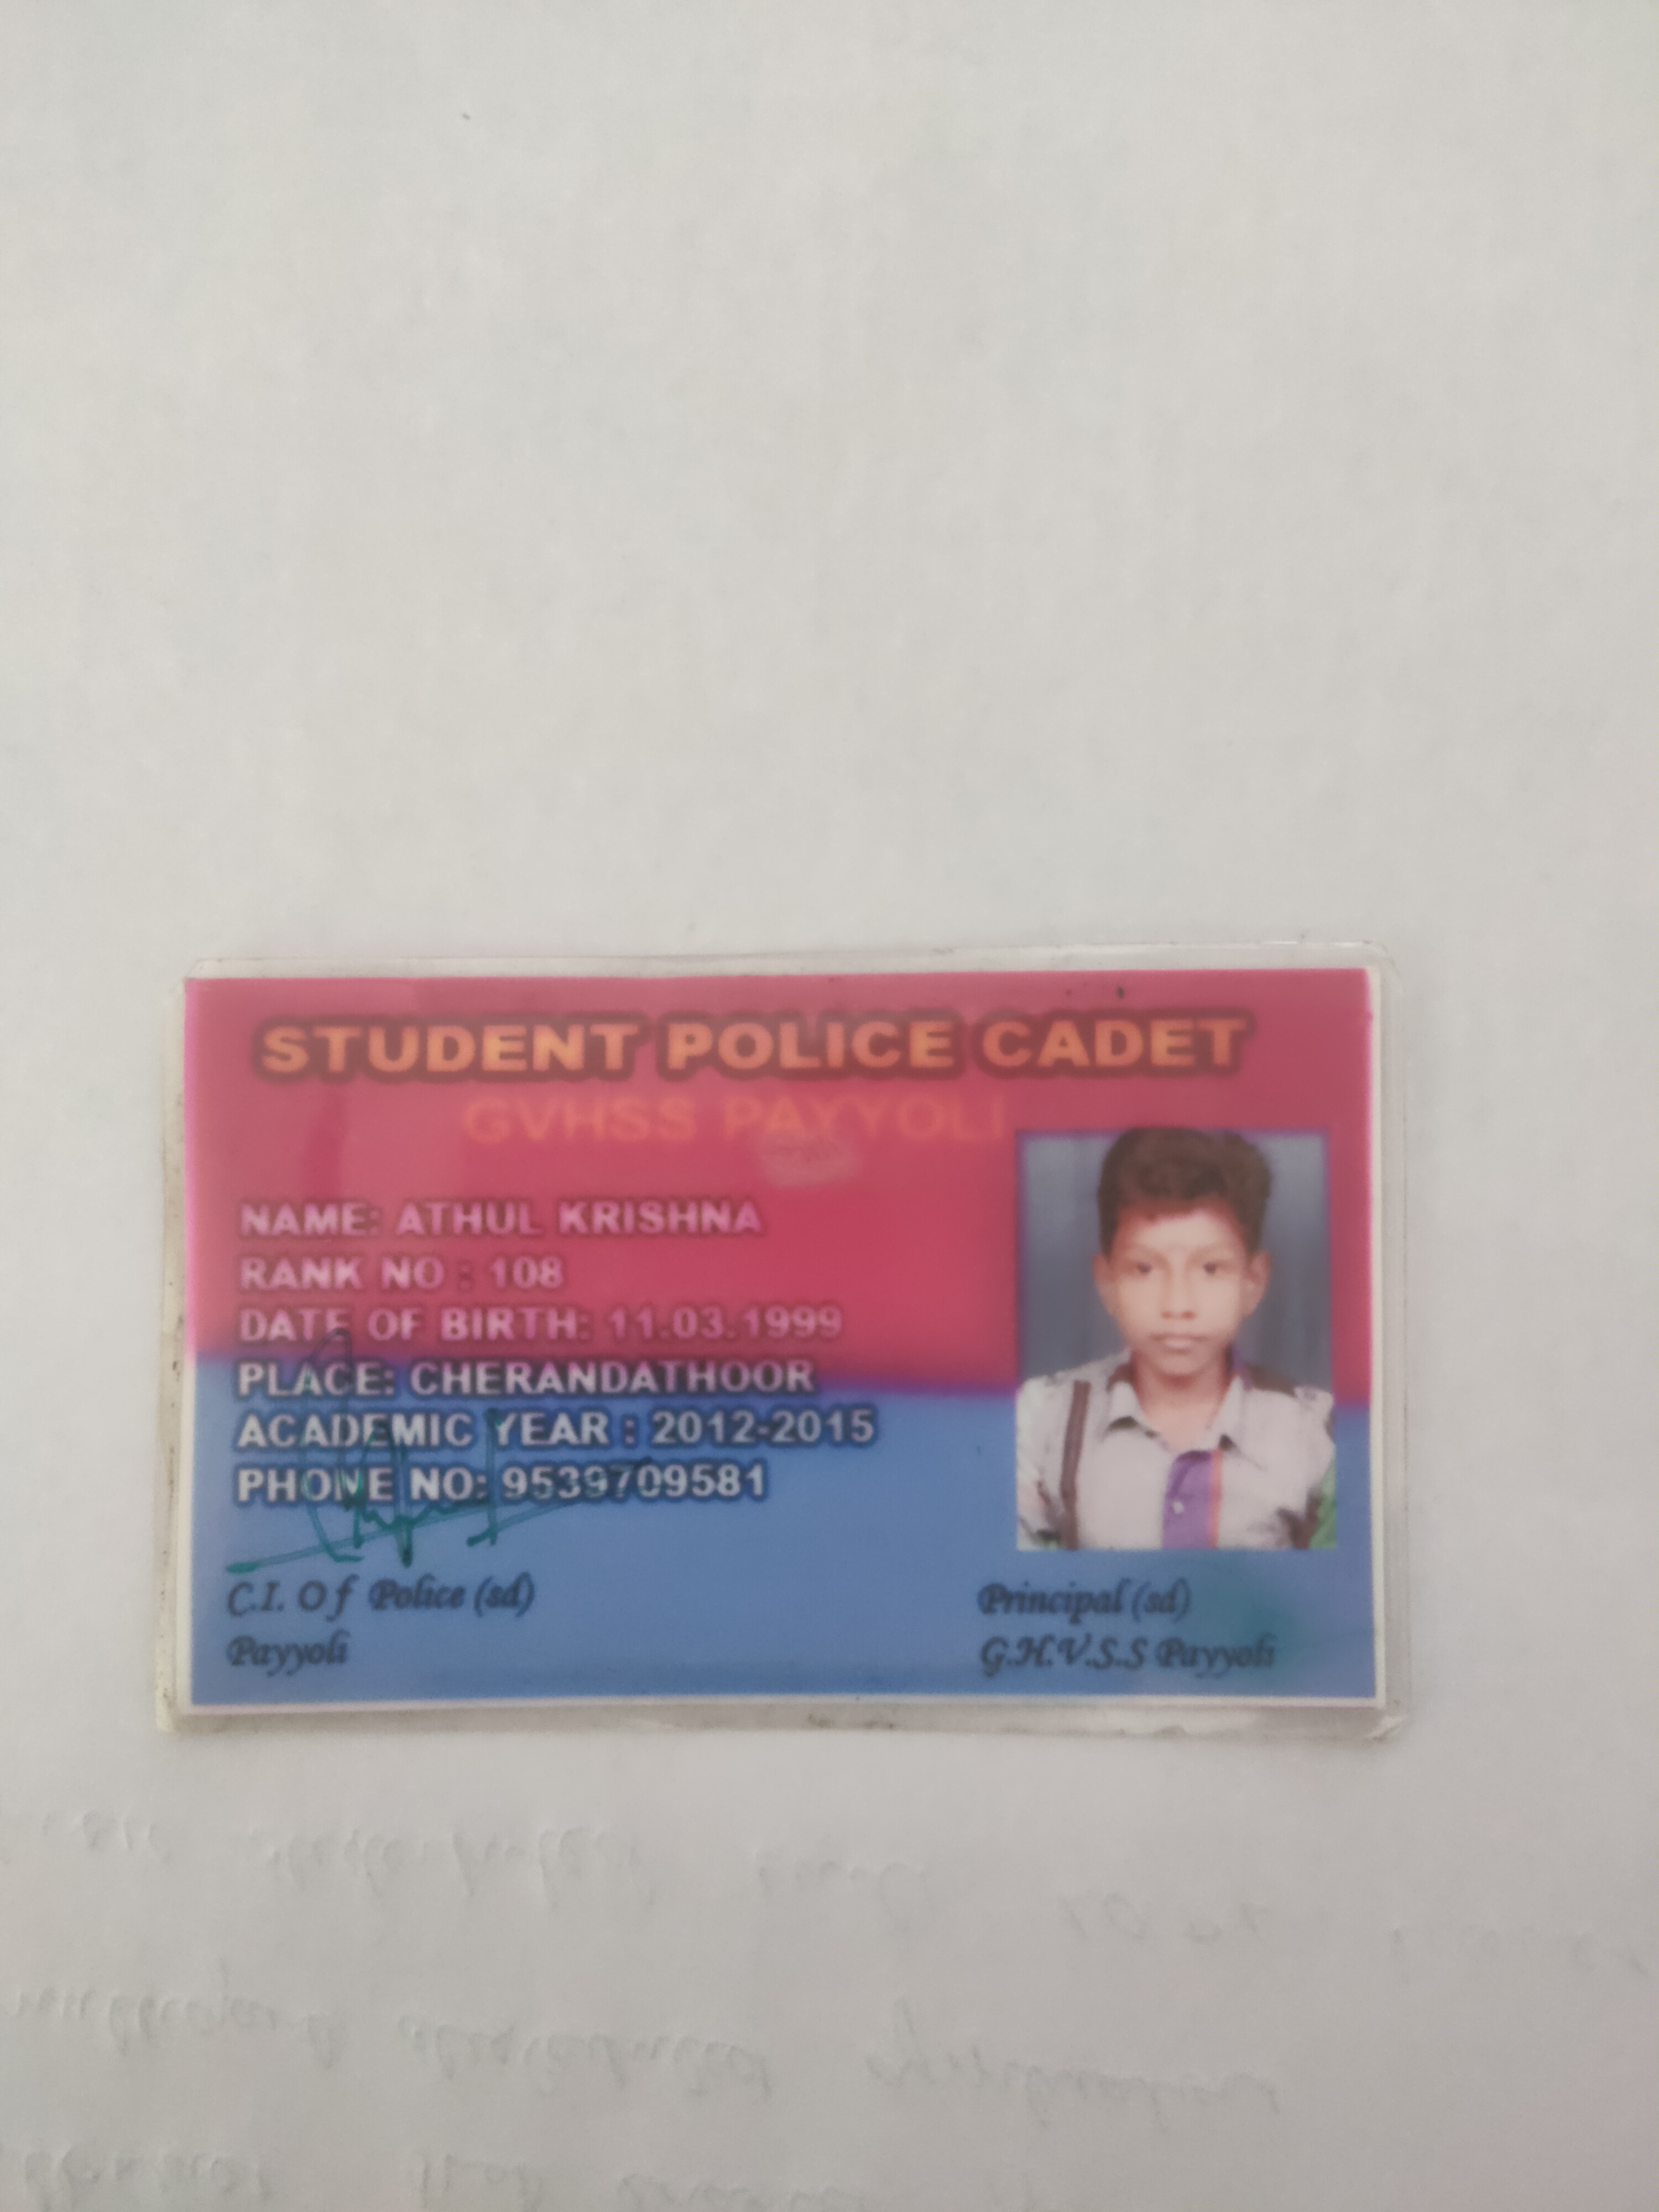 STUDENT POLICE CADET
GVHSS PAYYOLI
NAME: ATHUL KRISHNA
RANK NO : 108
DATE OF BIRTH: 11.03.1999
PLACE: CHERANDATHOOR
ACADEMIC YEAR : 2012-2015
PHONE NO: 9539709581
C.I. Of Police (sd)
Payyoli
Principal (sd)
G.H.V.S.S Payyoli